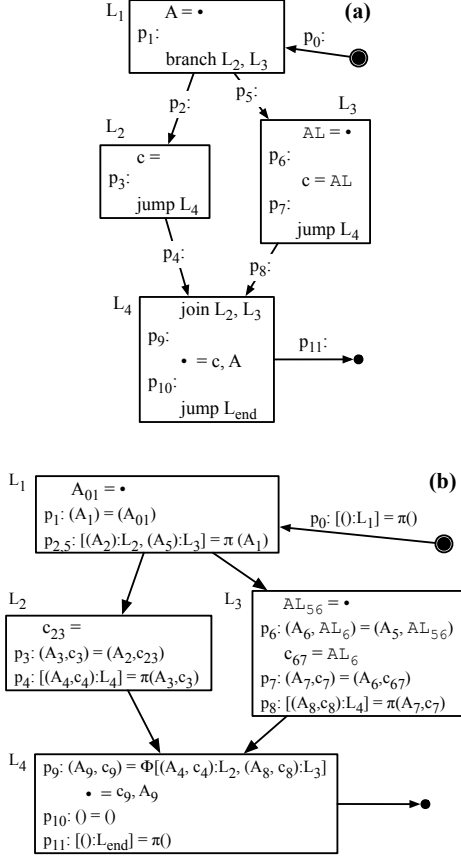 (a)
L1
A = •
p1:
p0:
branch L2, L3
p2:
p5:
L2
L3
c =
p3:
jump L4
AL = •
p6:
c = AL
p7:
jump L4
p4:
p8:
L4
join L2, L3
p9:
• = c, A
p10:
jump Lend
p11:
(b)
L1
A01 = •
p1: (A1) = (A01)
p2,5: [(A2):L2, (A5):L3] = π (A1)
p0: [():L1] = π()
L2
c23 =
p3: (A3,c3) = (A2,c23)
p4: [(A4,c4):L4] = π(A3,c3)
L3
AL56 = •
p6: (A6, AL6) = (A5, AL56)
c67 = AL6
p7: (A7,c7) = (A6,c67)
p8: [(A8,c8):L4] = π(A7,c7)
L4
p9: (A9, c9) = Φ[(A4, c4):L2, (A8, c8):L3]
• = c9, A9
p10: () = ()
p11: [():Lend] = π()